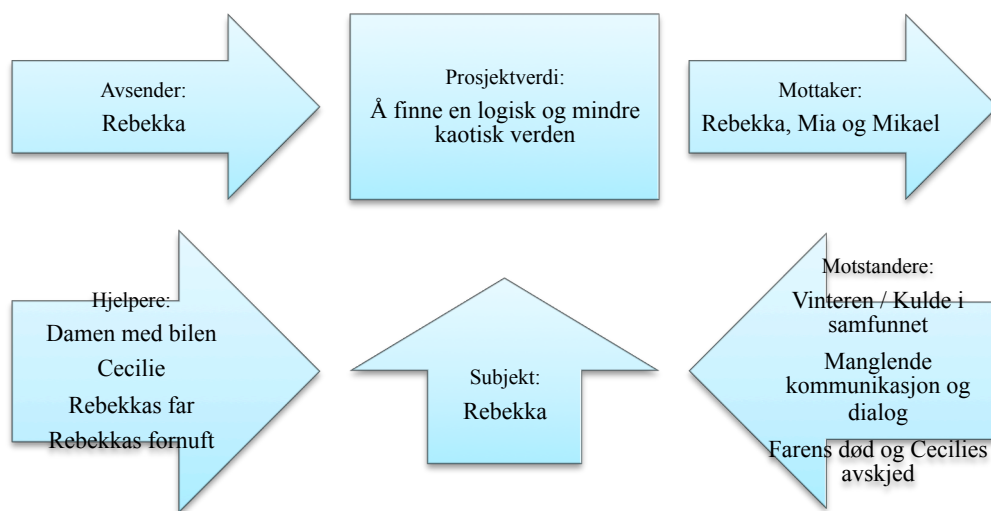 Avsender:
Rebekka
Prosjektverdi:
Å finne en logisk og mindre
kaotisk verden
Mottaker:
Rebekka, Mia og Mikael
Hjelpere:
Damen med bilen
Cecilie
Rebekkas far
Rebekkas fornuft
Subjekt:
Rebekka
Motstandere:
Vinteren / Kulde i
samfunnet
Manglende
kommunikasjon og
dialog
Farens død og Cecilies
avskjed